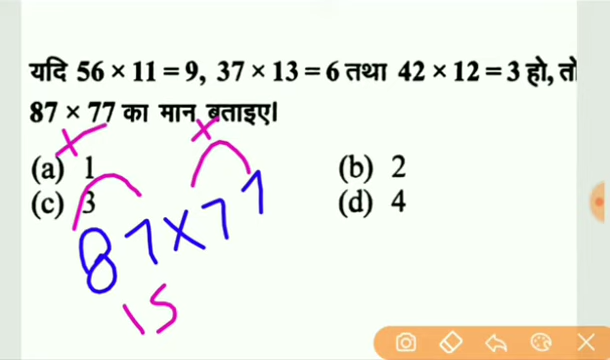 यदि 56 × 11 = 9, 37 × 13 = 6 तथा 42 × 12 = 3 हो, तो
87 × 77 का मान बताइए।
(a) 1 (b) 2
(c) 3 (d) 4
87×77
15